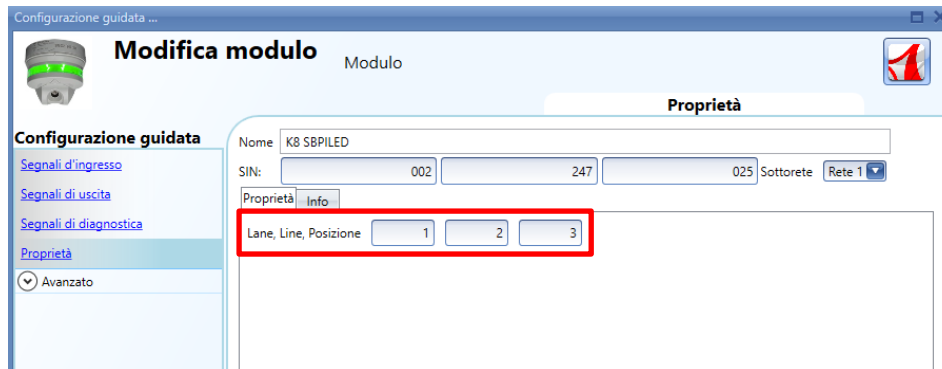 Configurazione guidata ...
Modifica modulo
Modulo
Proprietà
Configurazione guidata
Nome K8 SBPILED
Segnali d'ingresso
SIN: 002 247 025 Sottorete Rete 1
Segnali di uscita
Proprietà Info
Segnali di diagnostica
Lane, Line, Posizione 1 2 3
Proprietà
Avanzato